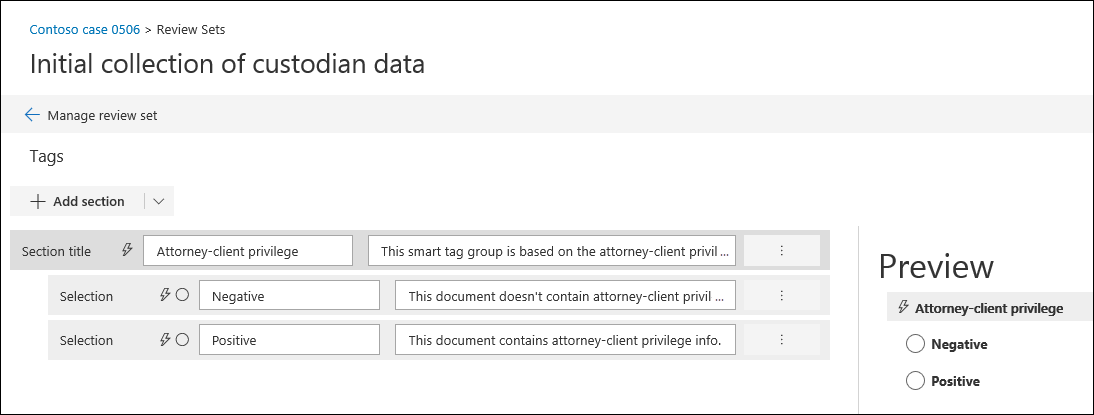 Contoso case 0506 > Review Sets
Initial collection of custodian data
Manage review set
Tags
Add section
Section title Attorney-client privilege This smart tag group is based on the attorney-client privil ...
Selection Negative This document doesn't contain attorney-client privil ...
Selection Positive This document contains attorney-client privilege info.
Preview
Attorney-client privilege
Negative
Positive